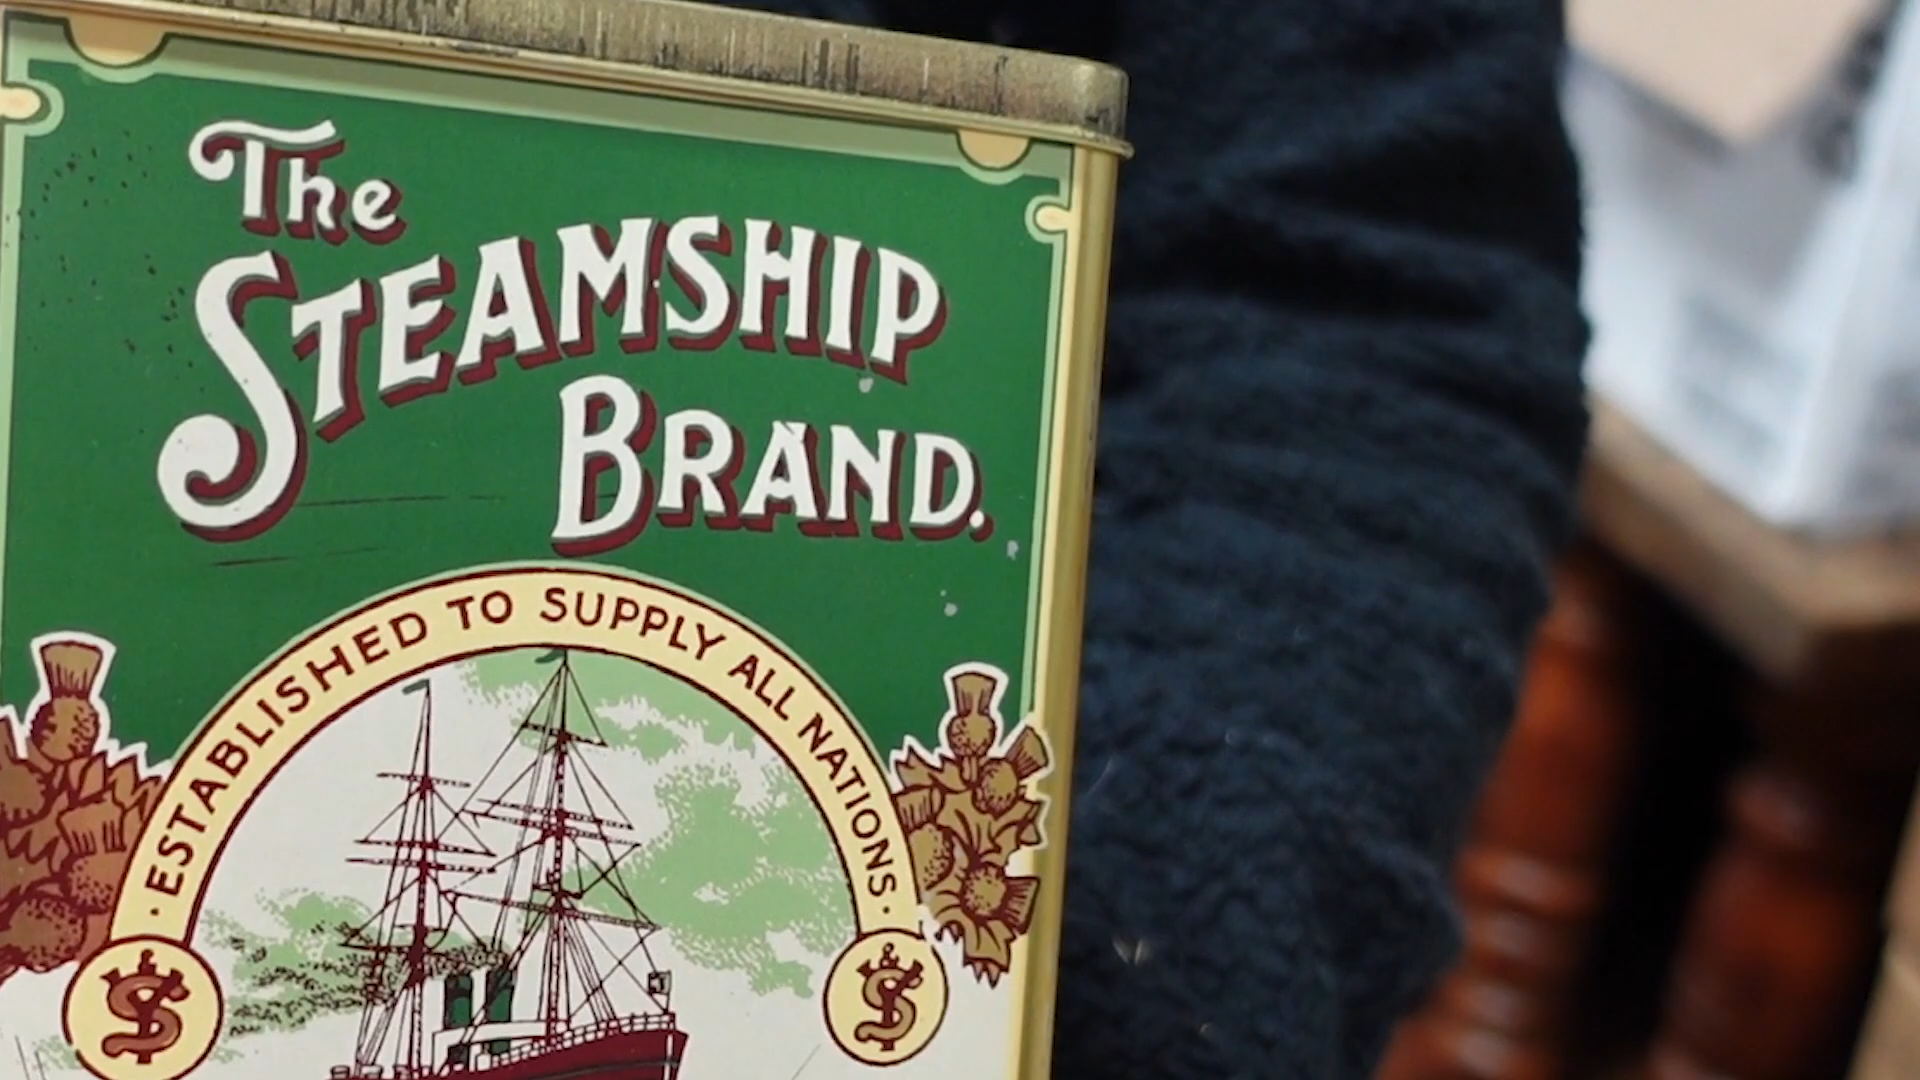 The
STEAMSHIP
BRAND.
· ESTABLISHED TO SUPPLY ALL NATIONS ·